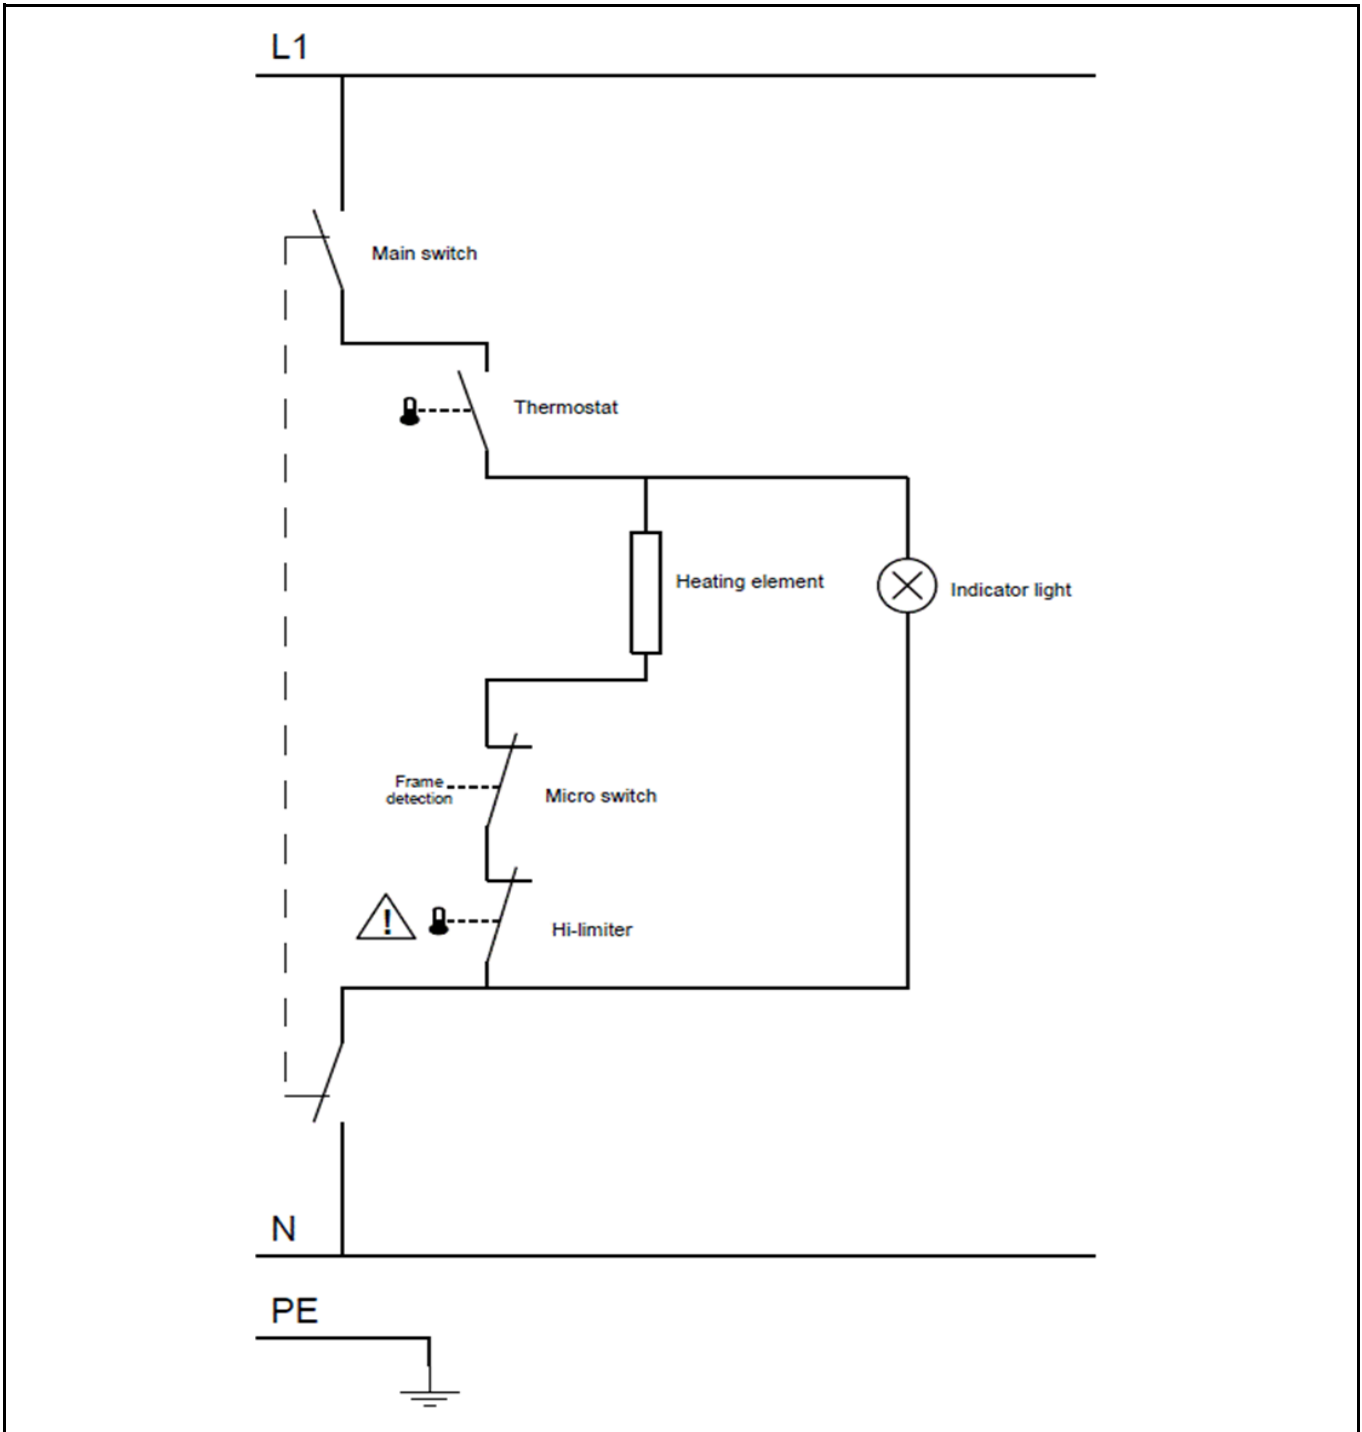 L1
Main switch
Thermostat
Heating element
Indicator light
Frame
detection
Micro switch
!
Hi-limiter
N
PE